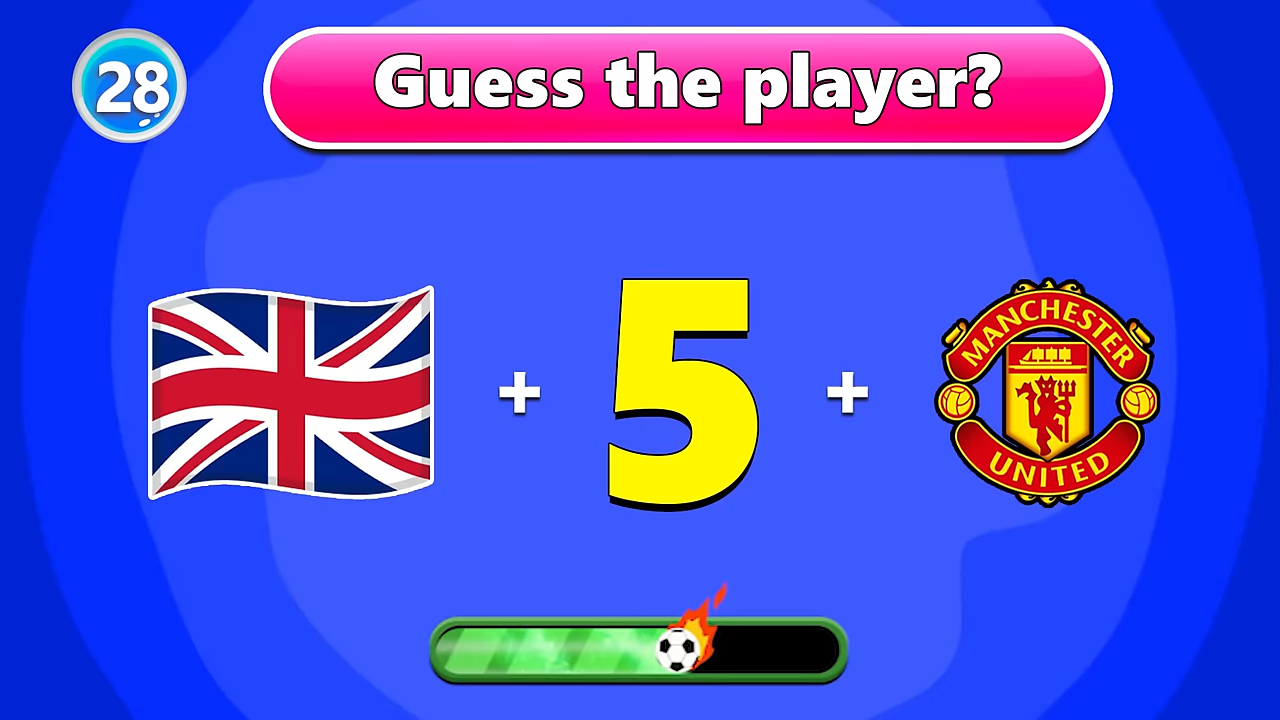 28
Guess the player?
+ 5 +
MANCHESTER
UNITED